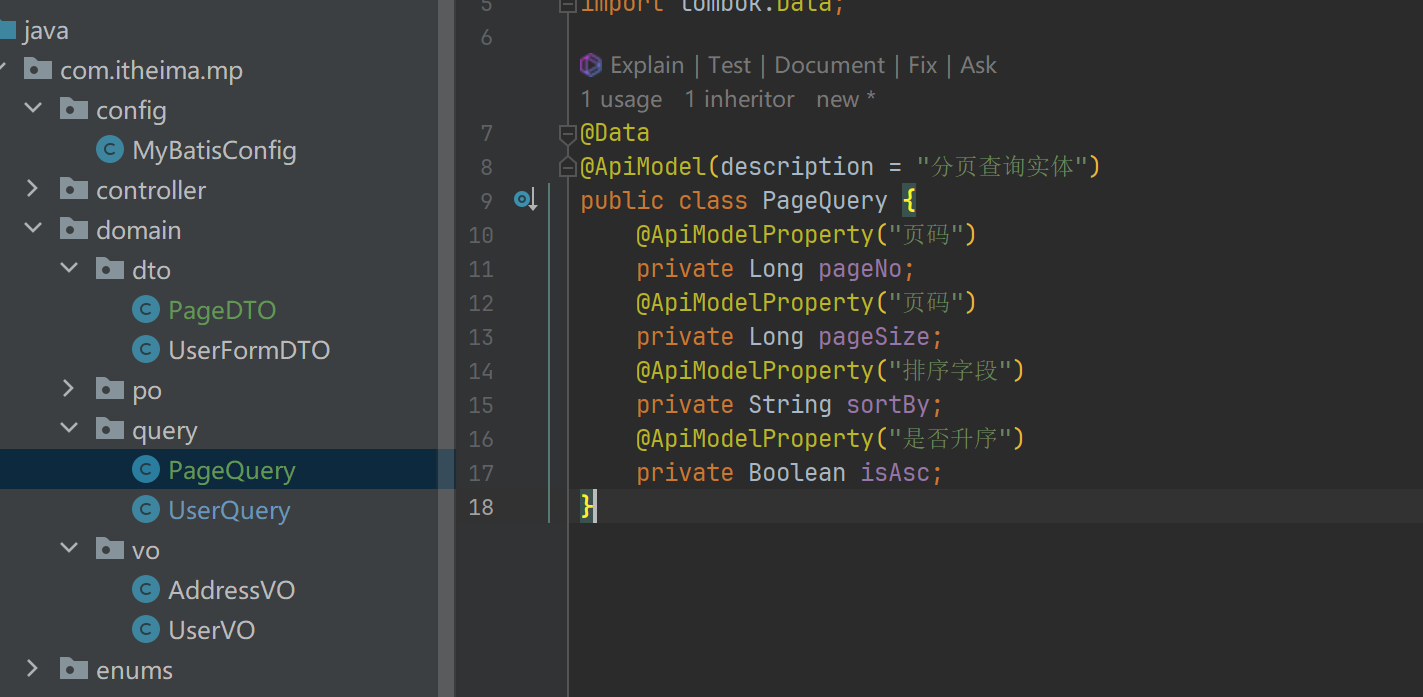 java
com.itheima.mp
config
MyBatisConfig
controller
domain
dto
PageDTO
UserFormDTO
po
query
PageQuery
UserQuery
vo
AddressVO
UserVO
enums
5 import lombok.Data;
6
Explain | Test | Document | Fix | Ask
1 usage 1 inheritor new *
7 @Data
8 @ApiModel(description = "分页查询实体")
9 public class PageQuery {
10 @ApiModelProperty("页码")
11 private Long pageNo;
12 @ApiModelProperty("页码")
13 private Long pageSize;
14 @ApiModelProperty("排序字段")
15 private String sortBy;
16 @ApiModelProperty("是否升序")
17 private Boolean isAsc;
18 }